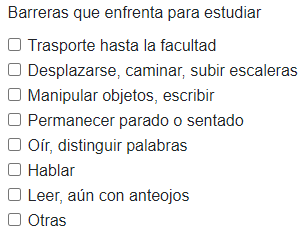 Barreras que enfrenta para estudiar
Trasporte hasta la facultad
Desplazarse, caminar, subir escaleras
Manipular objetos, escribir
Permanecer parado o sentado
Oír, distinguir palabras
Hablar
Leer, aún con anteojos
Otras